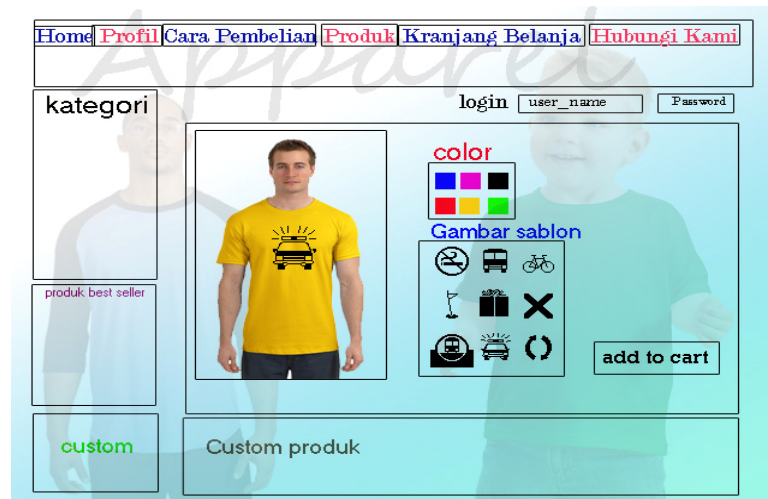 Apparel
Home Profil Cara Pembelian Produk Kranjang Belanja Hubungi Kami
kategori
login user_name Password
color
Gambar sablon
produk best seller
add to cart
custom
Custom produk